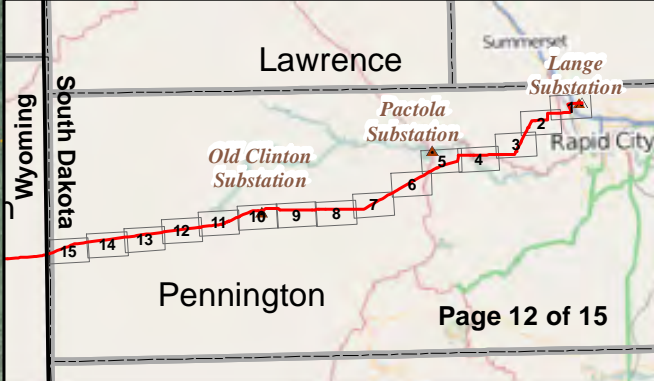 Lawrence
Summerset
Lange
Substation
Pactola
Substation
Rapid City
Old Clinton
Substation
Wyoming
South Dakota
1
2
3
4
5
6
7
8
9
10
11
12
13
14
15
Pennington
Page 12 of 15